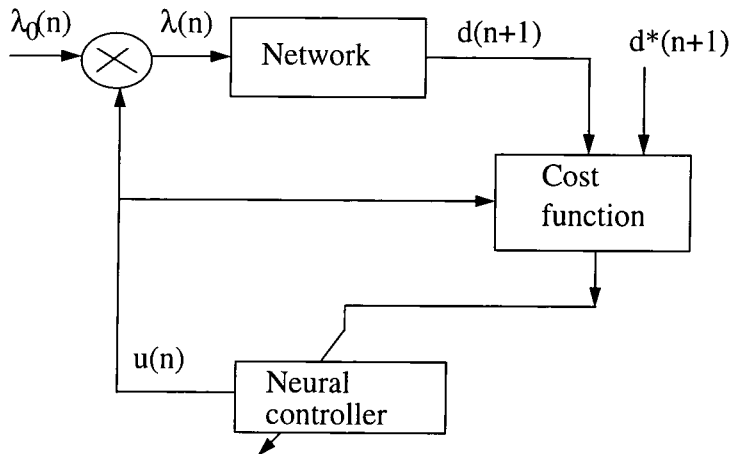 λ₀(n)
λ(n)
Network
d(n+1)
d*(n+1)
Cost
function
u(n)
Neural
controller